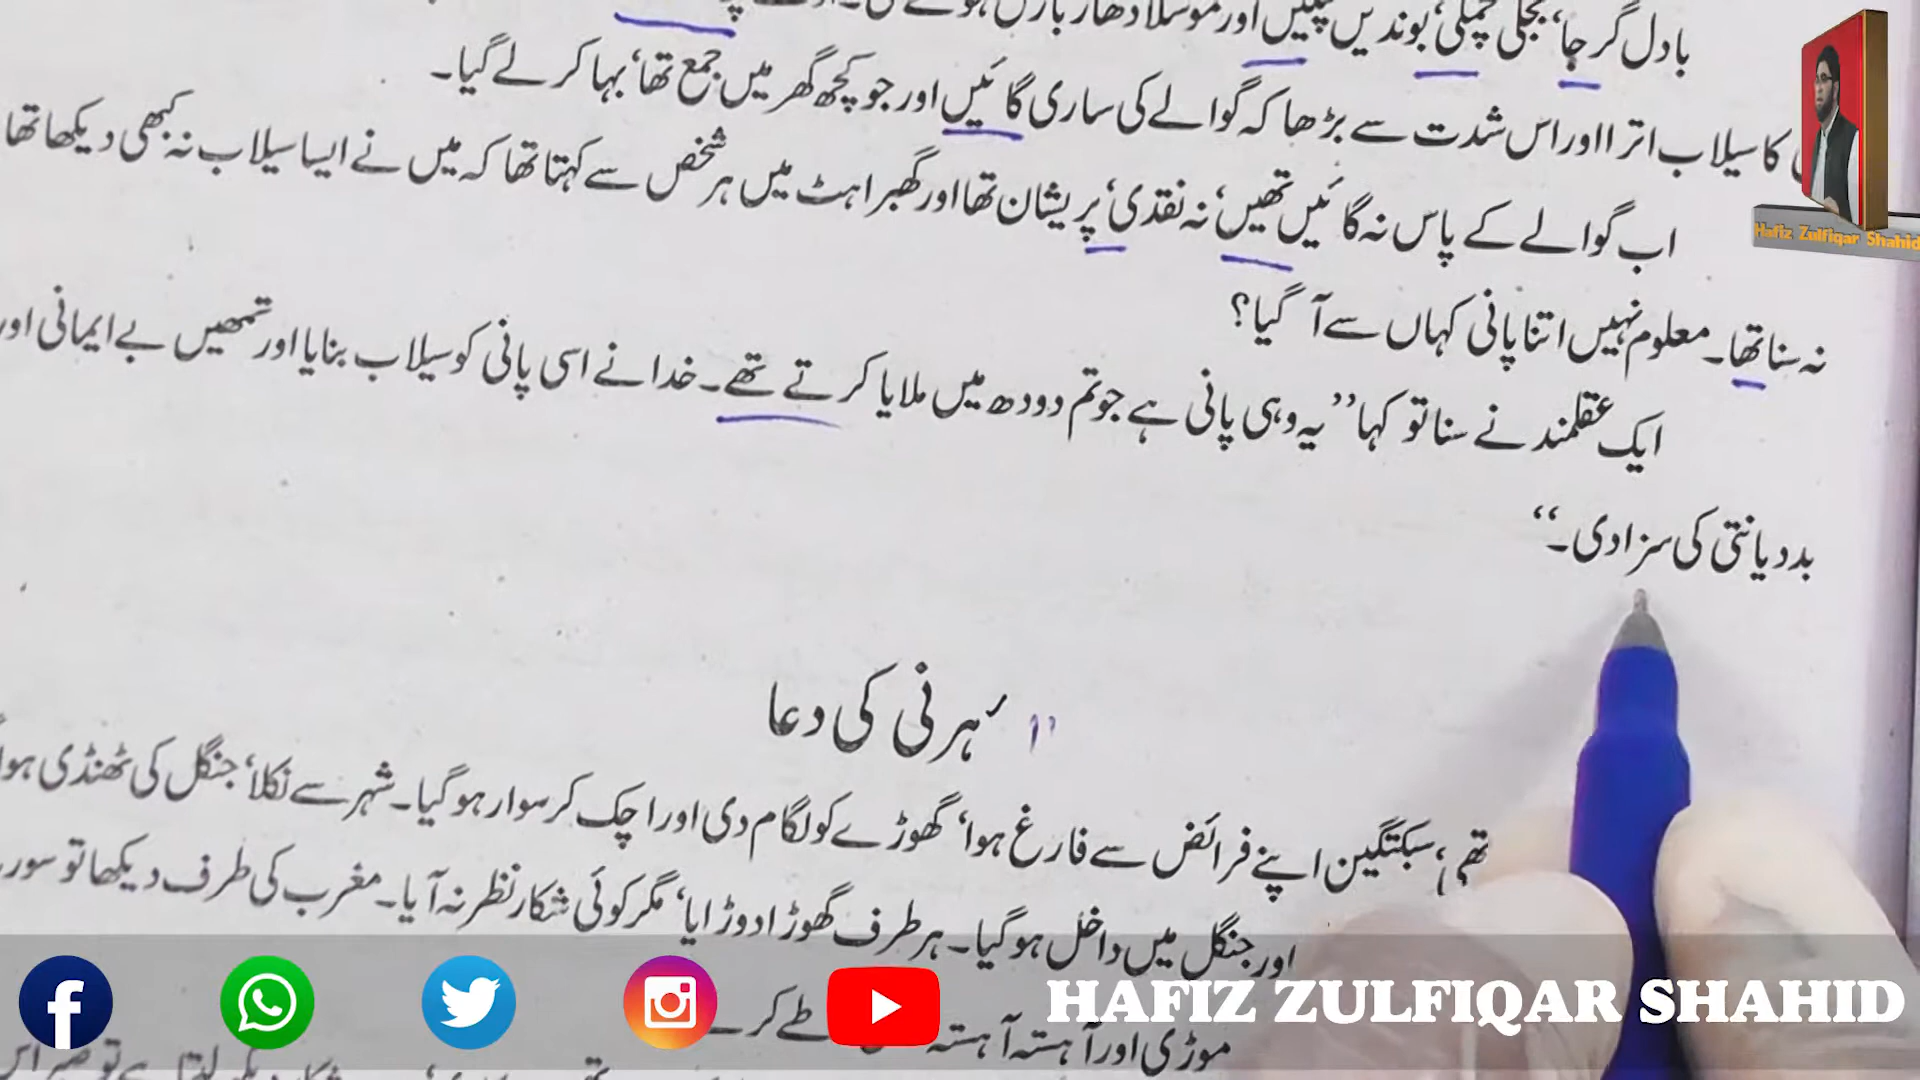 بادل گرجا، بجلی چمکی، بوندیں ٹپکیں اور موسلا دھار بارش ہونے لگی۔
کا سیلاب اترا اور اس شدت سے بڑھا کہ گوالے کی ساری گائیں اور جو کچھ گھر میں جمع تھا، بہا کر لے گیا۔
اب گوالے کے پاس نہ گائیں تھیں، نہ نقدی، پریشان تھا اور گھبراہٹ میں ہر شخص سے کہتا تھا کہ میں نے ایسا سیلاب نہ کبھی دیکھا تھا
نہ سنا تھا۔ معلوم نہیں اتنا پانی کہاں سے آ گیا؟
ایک عقلمند نے سنا تو کہا ”یہ وہی پانی ہے جو تم دودھ میں ملایا کرتے تھے۔ خدا نے اسی پانی کو سیلاب بنایا اور تمھیں بے ایمانی اور
بددیانتی کی سزا دی۔“
ہرنی کی دعا
سبکتگین اپنے فرائض سے فارغ ہوا، گھوڑے کو لگام دی اور اچک کر سوار ہو گیا۔ شہر سے نکلا، جنگل کی ٹھنڈی
اور جنگل میں داخل ہو گیا۔ ہر طرف گھوڑا دوڑایا، مگر کوئی شکار نظر نہ آیا۔ مغرب کی طرف دیکھا تو
موڑی اور آہستہ آہستہ طے کر
Hafiz Zulfiqar Shahid
HAFIZ ZULFIQAR SHAHID